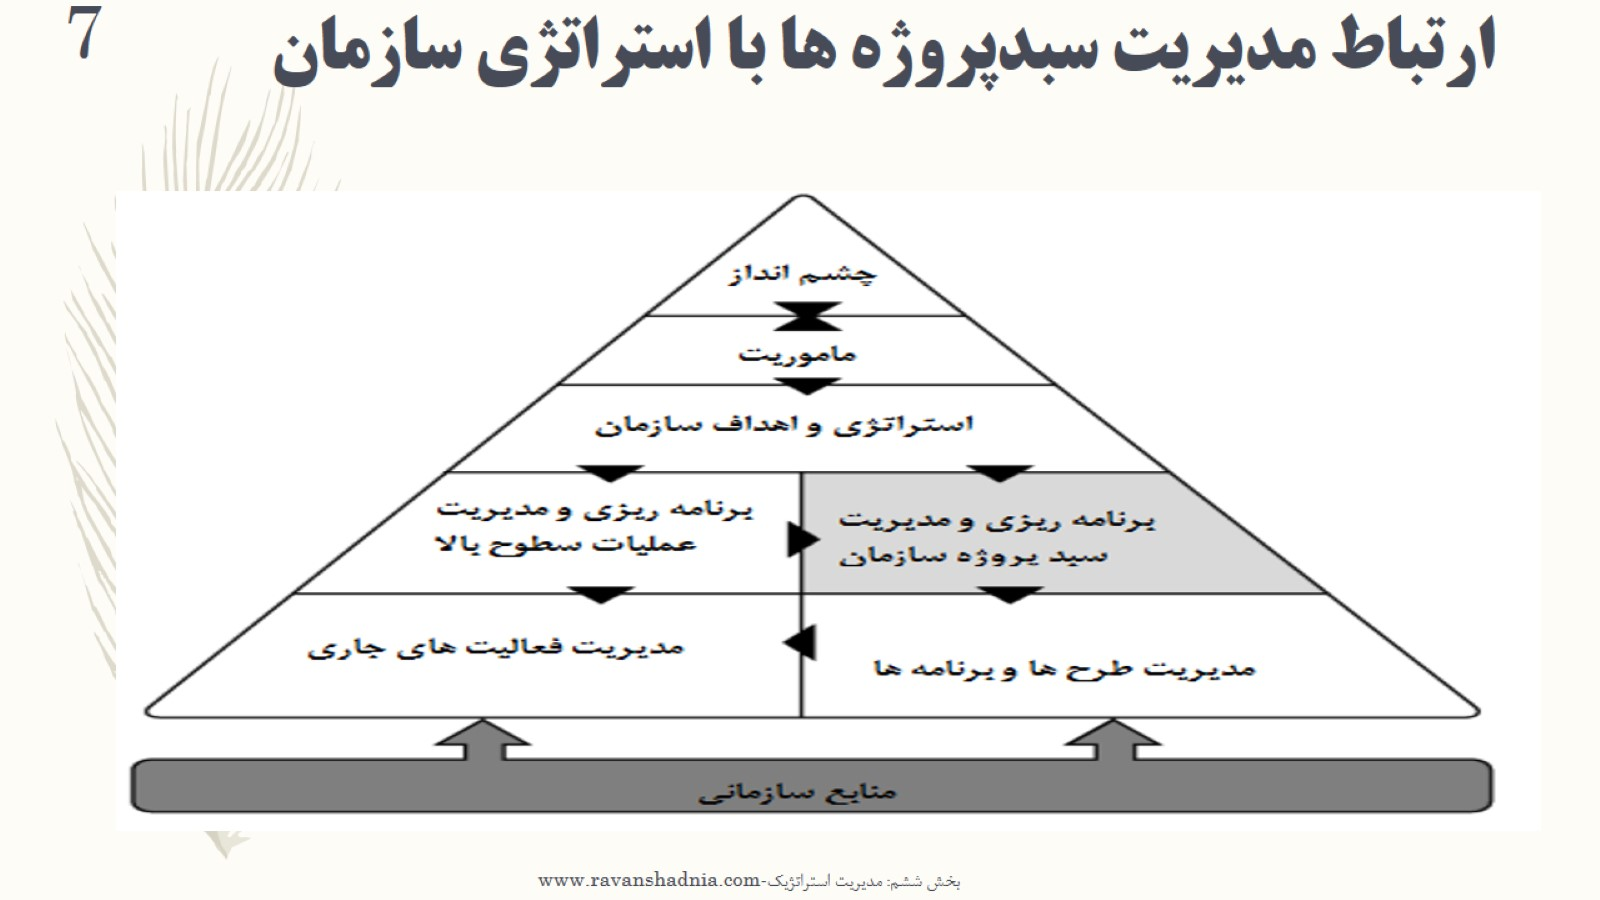 7
ارتباط مدیریت سبدپروژه ها با استراتژی سازمان
چشم انداز
ماموریت
استراتژی و اهداف سازمان
برنامه ریزی و مدیریت
سبد پروژه سازمان
برنامه ریزی و مدیریت
عملیات سطوح بالا
مدیریت طرح ها و برنامه ها
مدیریت فعالیت های جاری
منابع سازمانی
بخش ششم: مدیریت استراتژیک-www.ravanshadnia.com